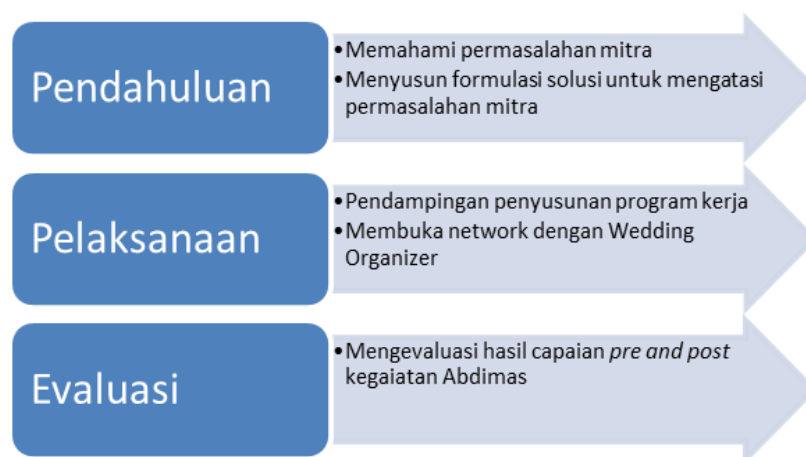 Pendahuluan
•Memahami permasalahan mitra
•Menyusun formulasi solusi untuk mengatasi
permasalahan mitra
Pelaksanaan
•Pendampingan penyusunan program kerja
•Membuka network dengan Wedding
Organizer
Evaluasi
•Mengevaluasi hasil capaian pre and post
kegaiatan Abdimas